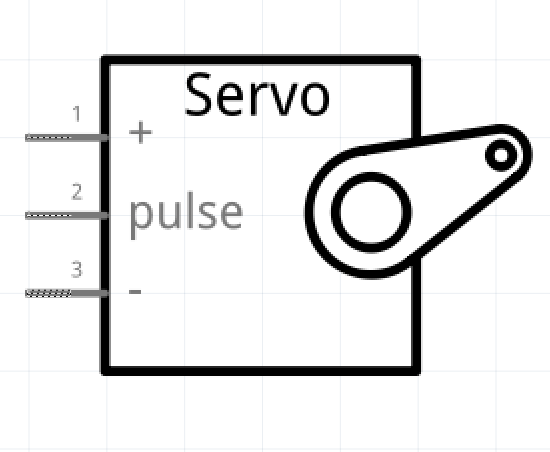 Servo
1 +
2 pulse
3 -